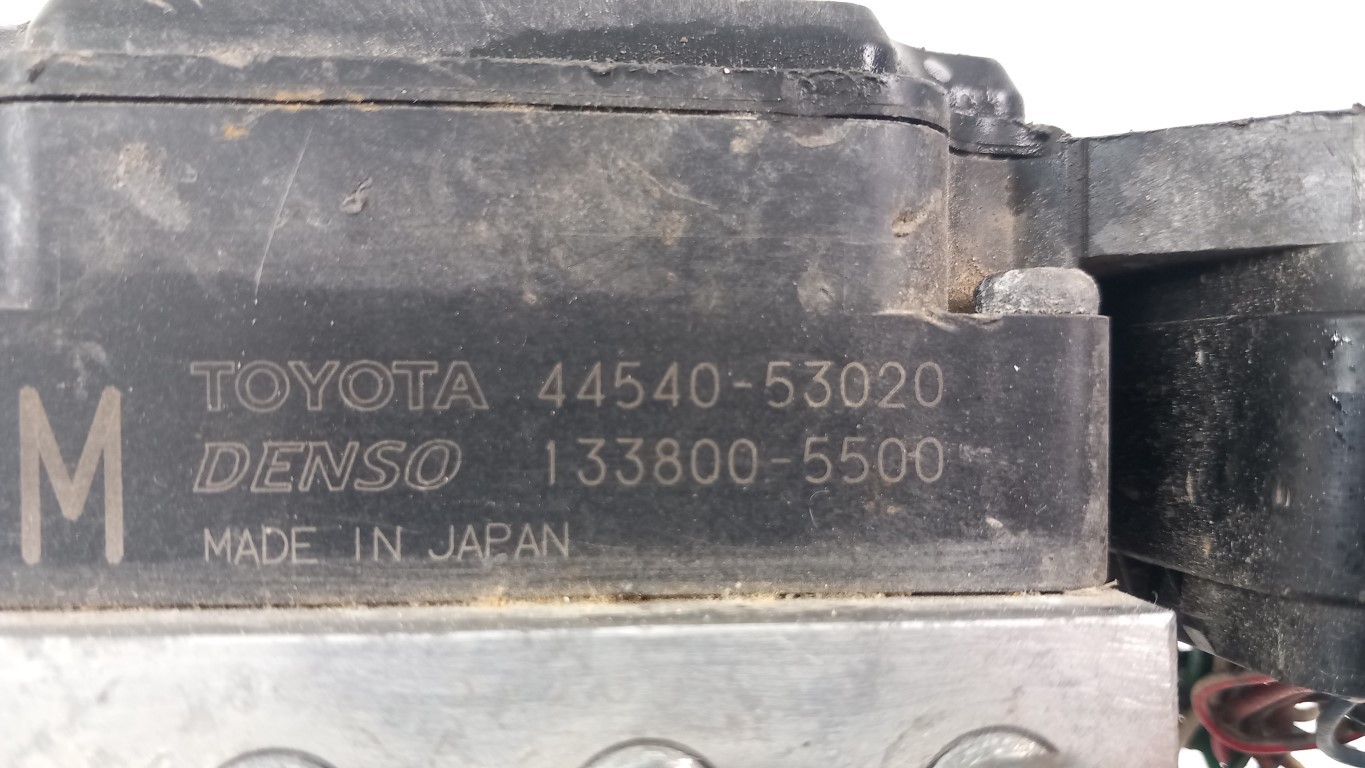 M
TOYOTA 44540-53020
DENSO 133800-5500
MADE IN JAPAN